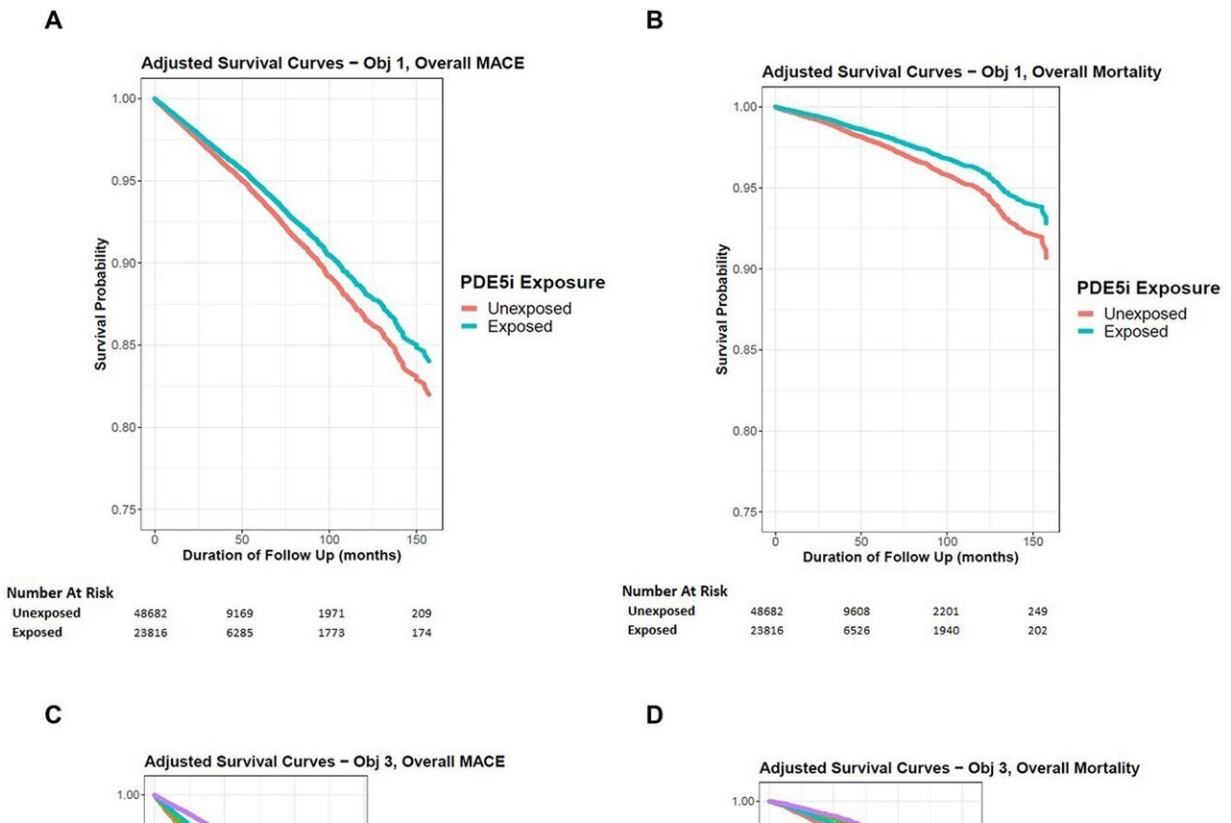 A
B
Adjusted Survival Curves − Obj 1, Overall MACE
1.00
0.95
0.90
0.85
0.80
0.75
Survival Probability
0 50 100 150
Duration of Follow Up (months)
PDE5i Exposure
Unexposed
Exposed
Number At Risk
Unexposed 48682 9169 1971 209
Exposed 23816 6285 1773 174
Adjusted Survival Curves − Obj 1, Overall Mortality
1.00
0.95
0.90
0.85
0.80
0.75
Survival Probability
0 50 100 150
Duration of Follow Up (months)
PDE5i Exposure
Unexposed
Exposed
Number At Risk
Unexposed 48682 9608 2201 249
Exposed 23816 6526 1940 202
C
D
Adjusted Survival Curves − Obj 3, Overall MACE
1.00
Adjusted Survival Curves − Obj 3, Overall Mortality
1.00